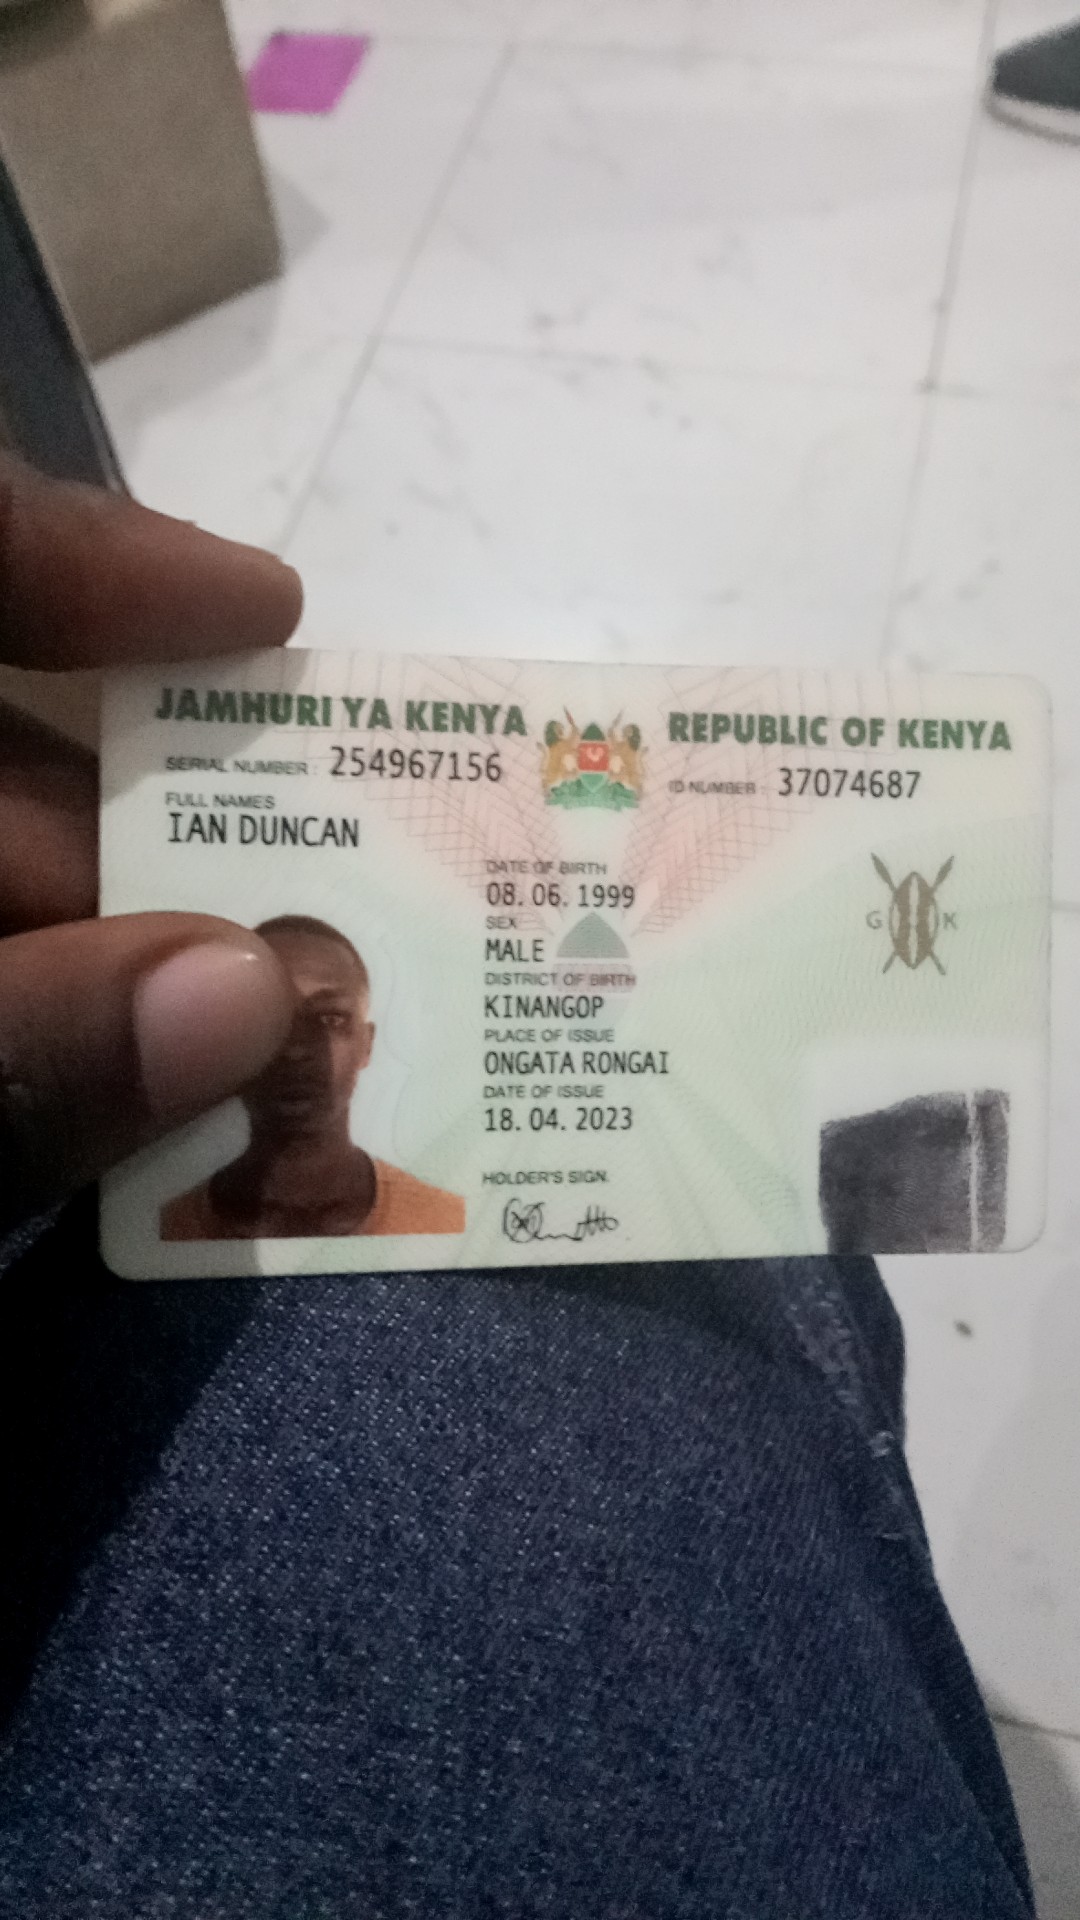 JAMHURI YA KENYA
REPUBLIC OF KENYA
SERIAL NUMBER : 254967156
ID NUMBER : 37074687
FULL NAMES
IAN DUNCAN
DATE OF BIRTH
08. 06. 1999
SEX
MALE
DISTRICT OF BIRTH
KINANGOP
PLACE OF ISSUE
ONGATA RONGAI
DATE OF ISSUE
18. 04. 2023
HOLDER'S SIGN.
G K